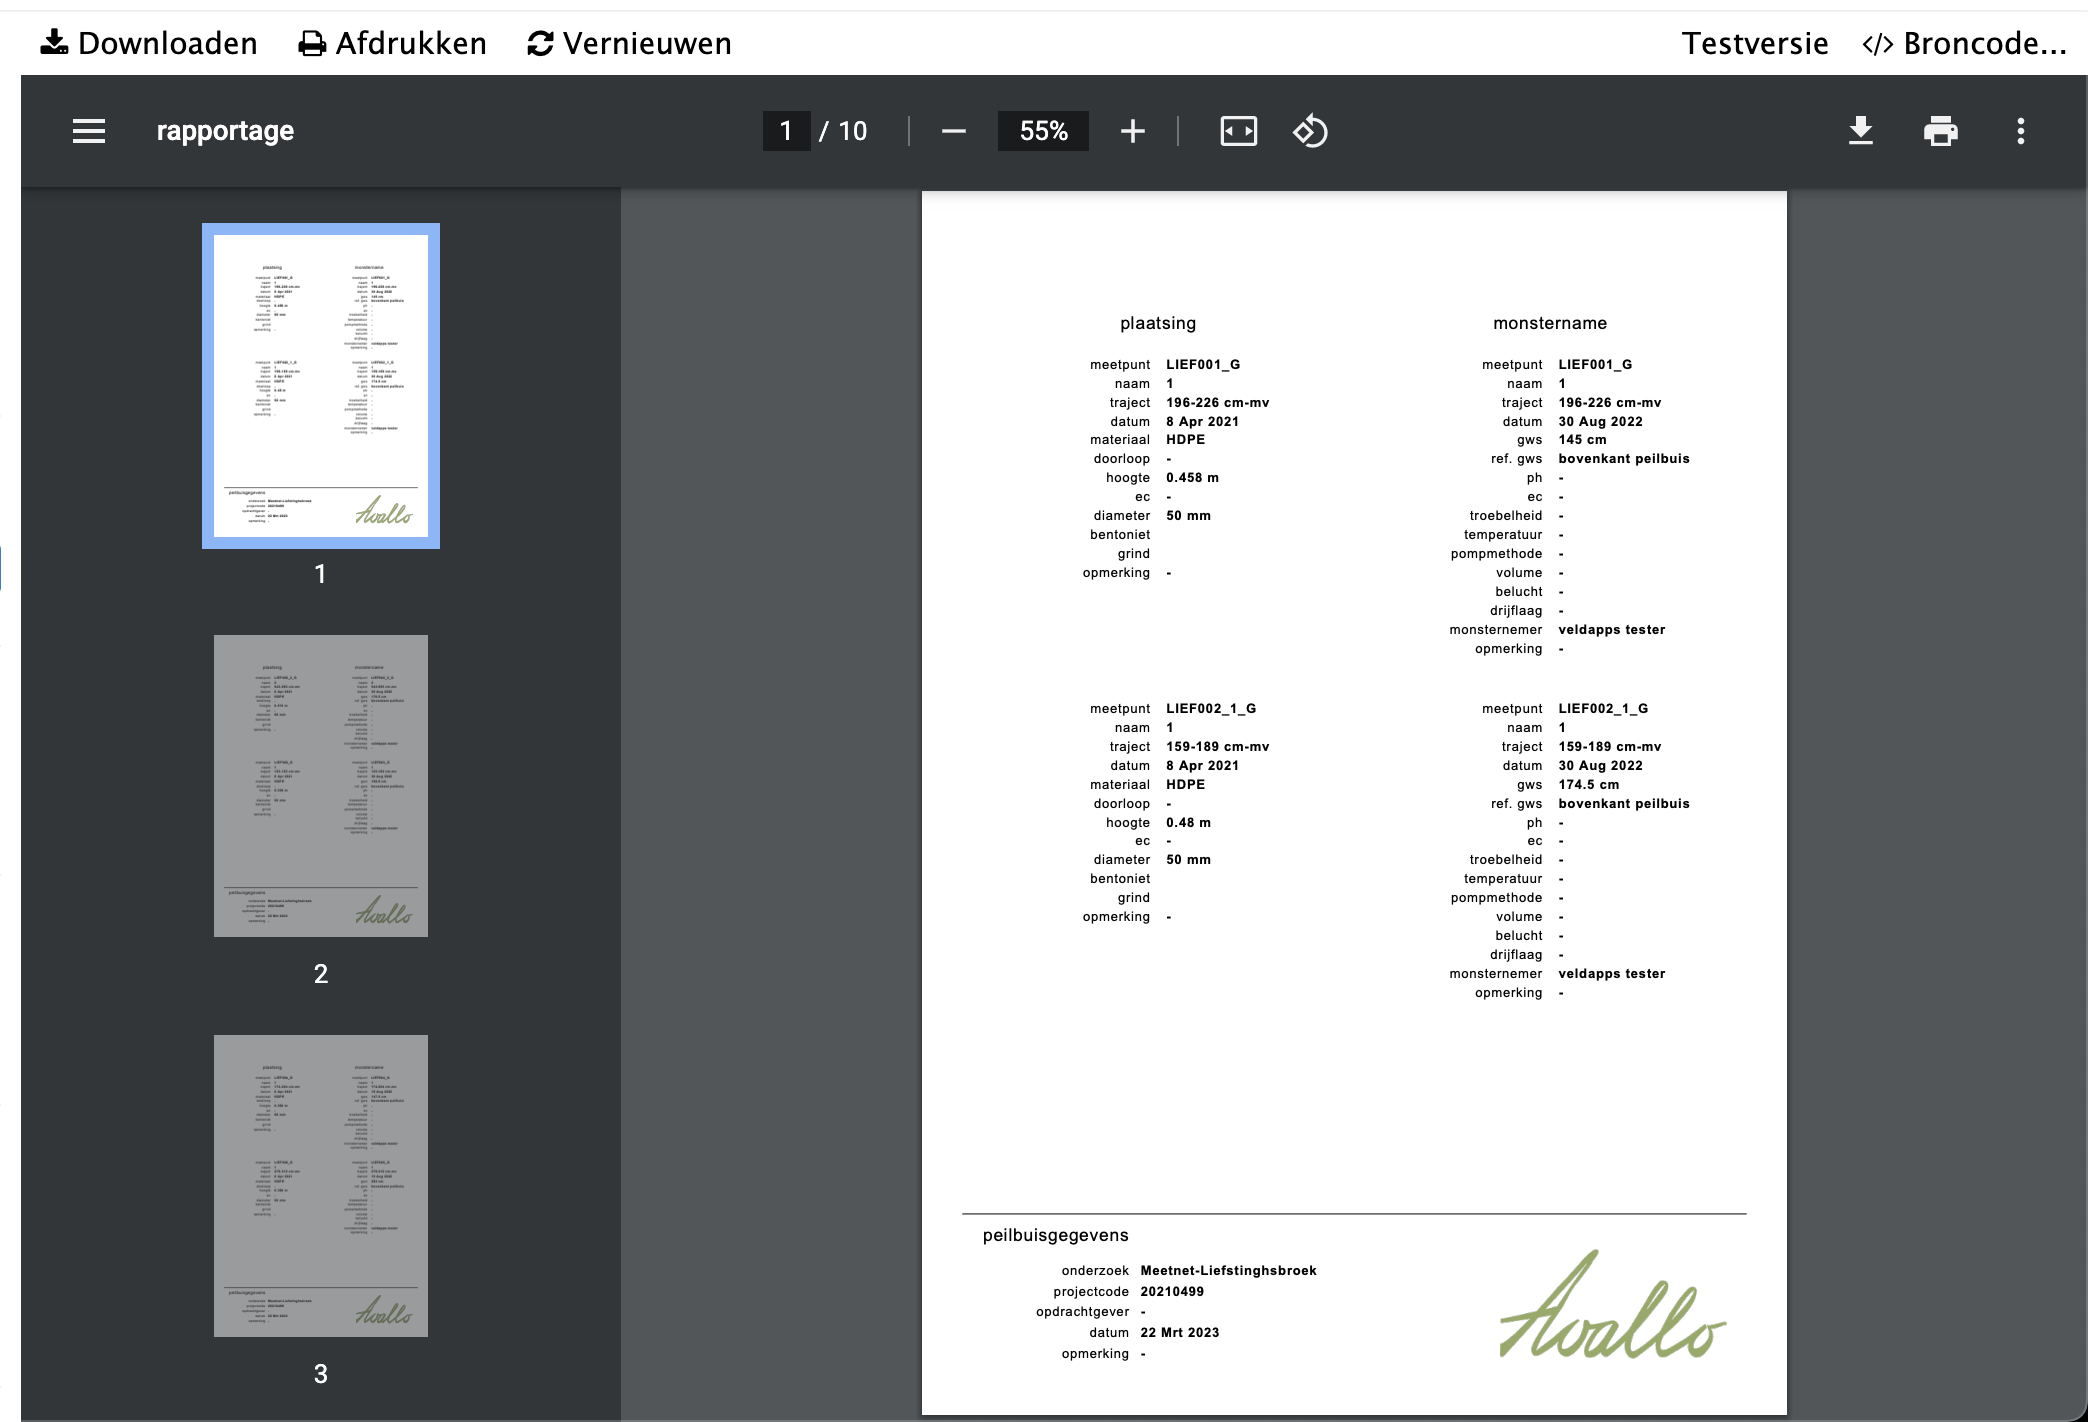 Downloaden Afdrukken Vernieuwen Testversie </> Broncode...
rapportage 1 / 10 55%
plaatsing monstername
meetpunt LIEF001_G
naam 1
traject 196-226 cm-mv
datum 8 Apr 2021
materiaal HDPE
doorloop -
hoogte 0.458 m
ec -
diameter 50 mm
bentoniet
grind
opmerking -
meetpunt LIEF001_G
naam 1
traject 196-226 cm-mv
datum 30 Aug 2022
gws 145 cm
ref. gws bovenkant peilbuis
ph -
ec -
troebelheid -
temperatuur -
pompmethode -
volume -
belucht -
drijflaag -
monsternemer veldapps tester
opmerking -
meetpunt LIEF002_1_G
naam 1
traject 159-189 cm-mv
datum 8 Apr 2021
materiaal HDPE
doorloop -
hoogte 0.48 m
ec -
diameter 50 mm
bentoniet
grind
opmerking -
meetpunt LIEF002_1_G
naam 1
traject 159-189 cm-mv
datum 30 Aug 2022
gws 174.5 cm
ref. gws bovenkant peilbuis
ph -
ec -
troebelheid -
temperatuur -
pompmethode -
volume -
belucht -
drijflaag -
monsternemer veldapps tester
opmerking -
peilbuisgegevens
onderzoek Meetnet-Liefstinghsbroek
projectcode 20210499
opdrachtgever -
datum 22 Mrt 2023
opmerking -
Avallo
1
2
3